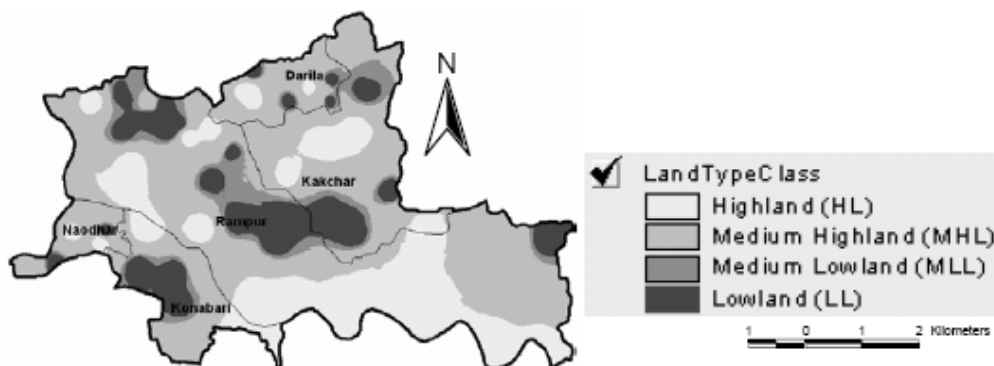 Darila
N
Kakchar
Rampur
Naodhar
Konabari
LandTypeClass
Highland (HL)
Medium Highland (MHL)
Medium Lowland (MLL)
Lowland (LL)
1 0 1 2 Kilometers